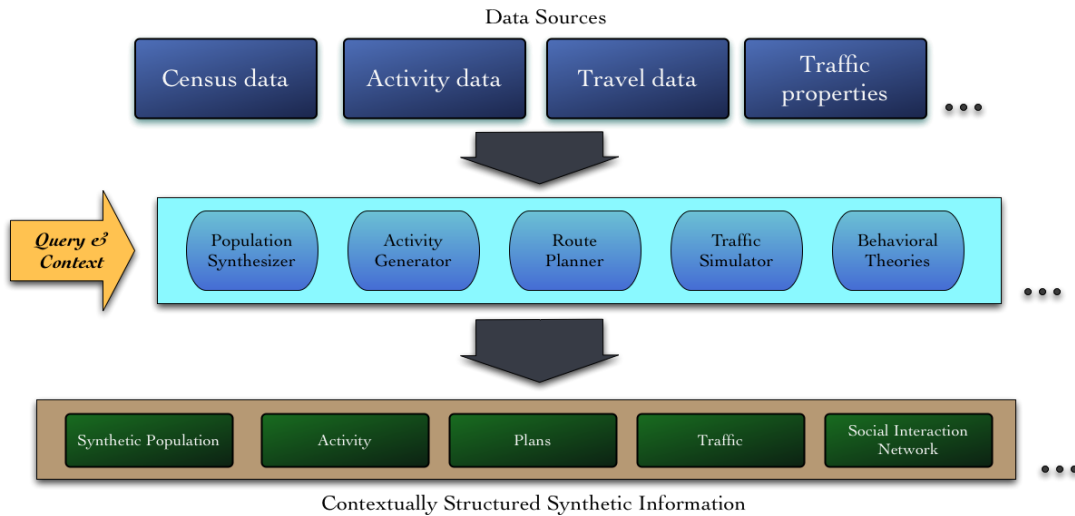 Data Sources
Census data
Activity data
Travel data
Traffic
properties
...
Query &
Context
Population
Synthesizer
Activity
Generator
Route
Planner
Traffic
Simulator
Behavioral
Theories
...
Synthetic Population
Activity
Plans
Traffic
Social Interaction
Network
...
Contextually Structured Synthetic Information